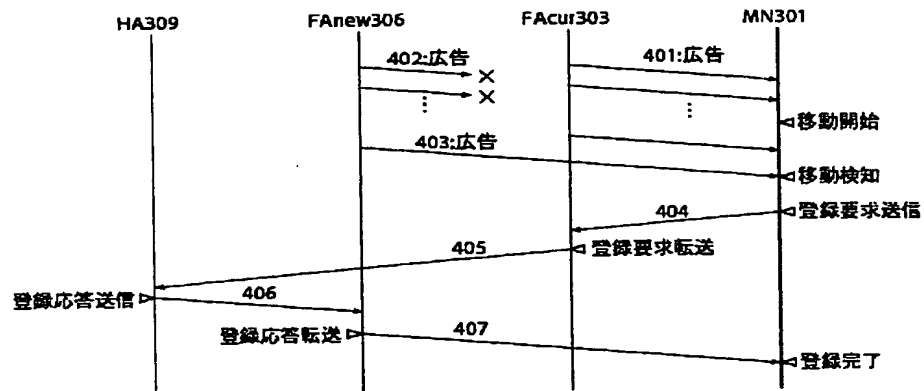 HA309
FAnew306
FAcur303
MN301
402:広告
401:広告
移動開始
403:広告
移動検知
404
登録要求送信
405
登録要求転送
登録応答送信
406
登録応答転送
407
登録完了